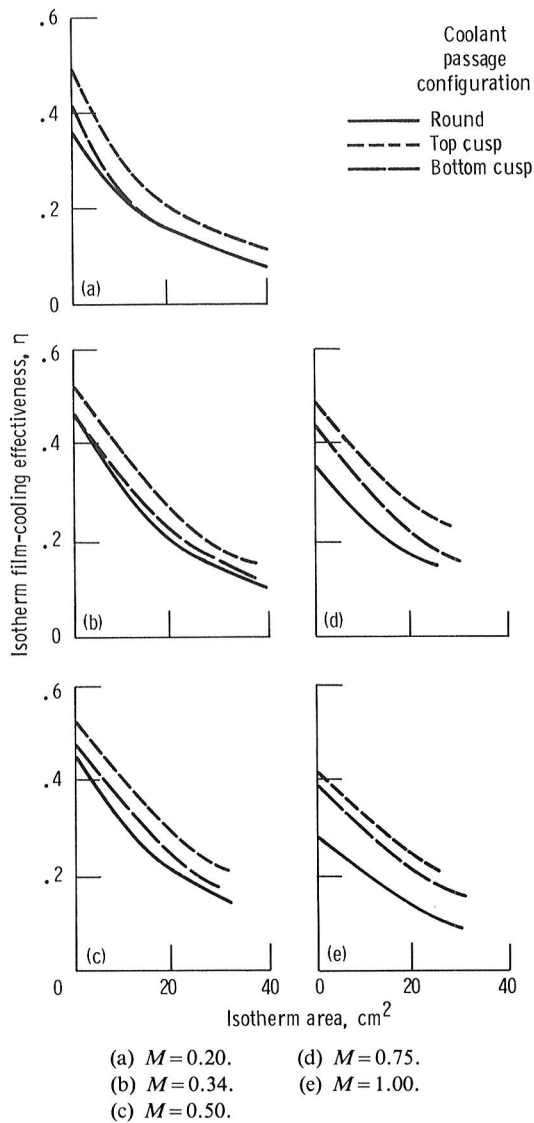 Coolant
passage
configuration
Round
Top cusp
Bottom cusp
.6
.4
.2
0
(a)
Isotherm film-cooling effectiveness, η
.6
.4
.2
0
(b)
(d)
.6
.4
.2
0
(c)
20
40
(e)
0
20
40
Isotherm area, cm²
(a) M=0.20.
(d) M=0.75.
(b) M=0.34.
(e) M=1.00.
(c) M=0.50.